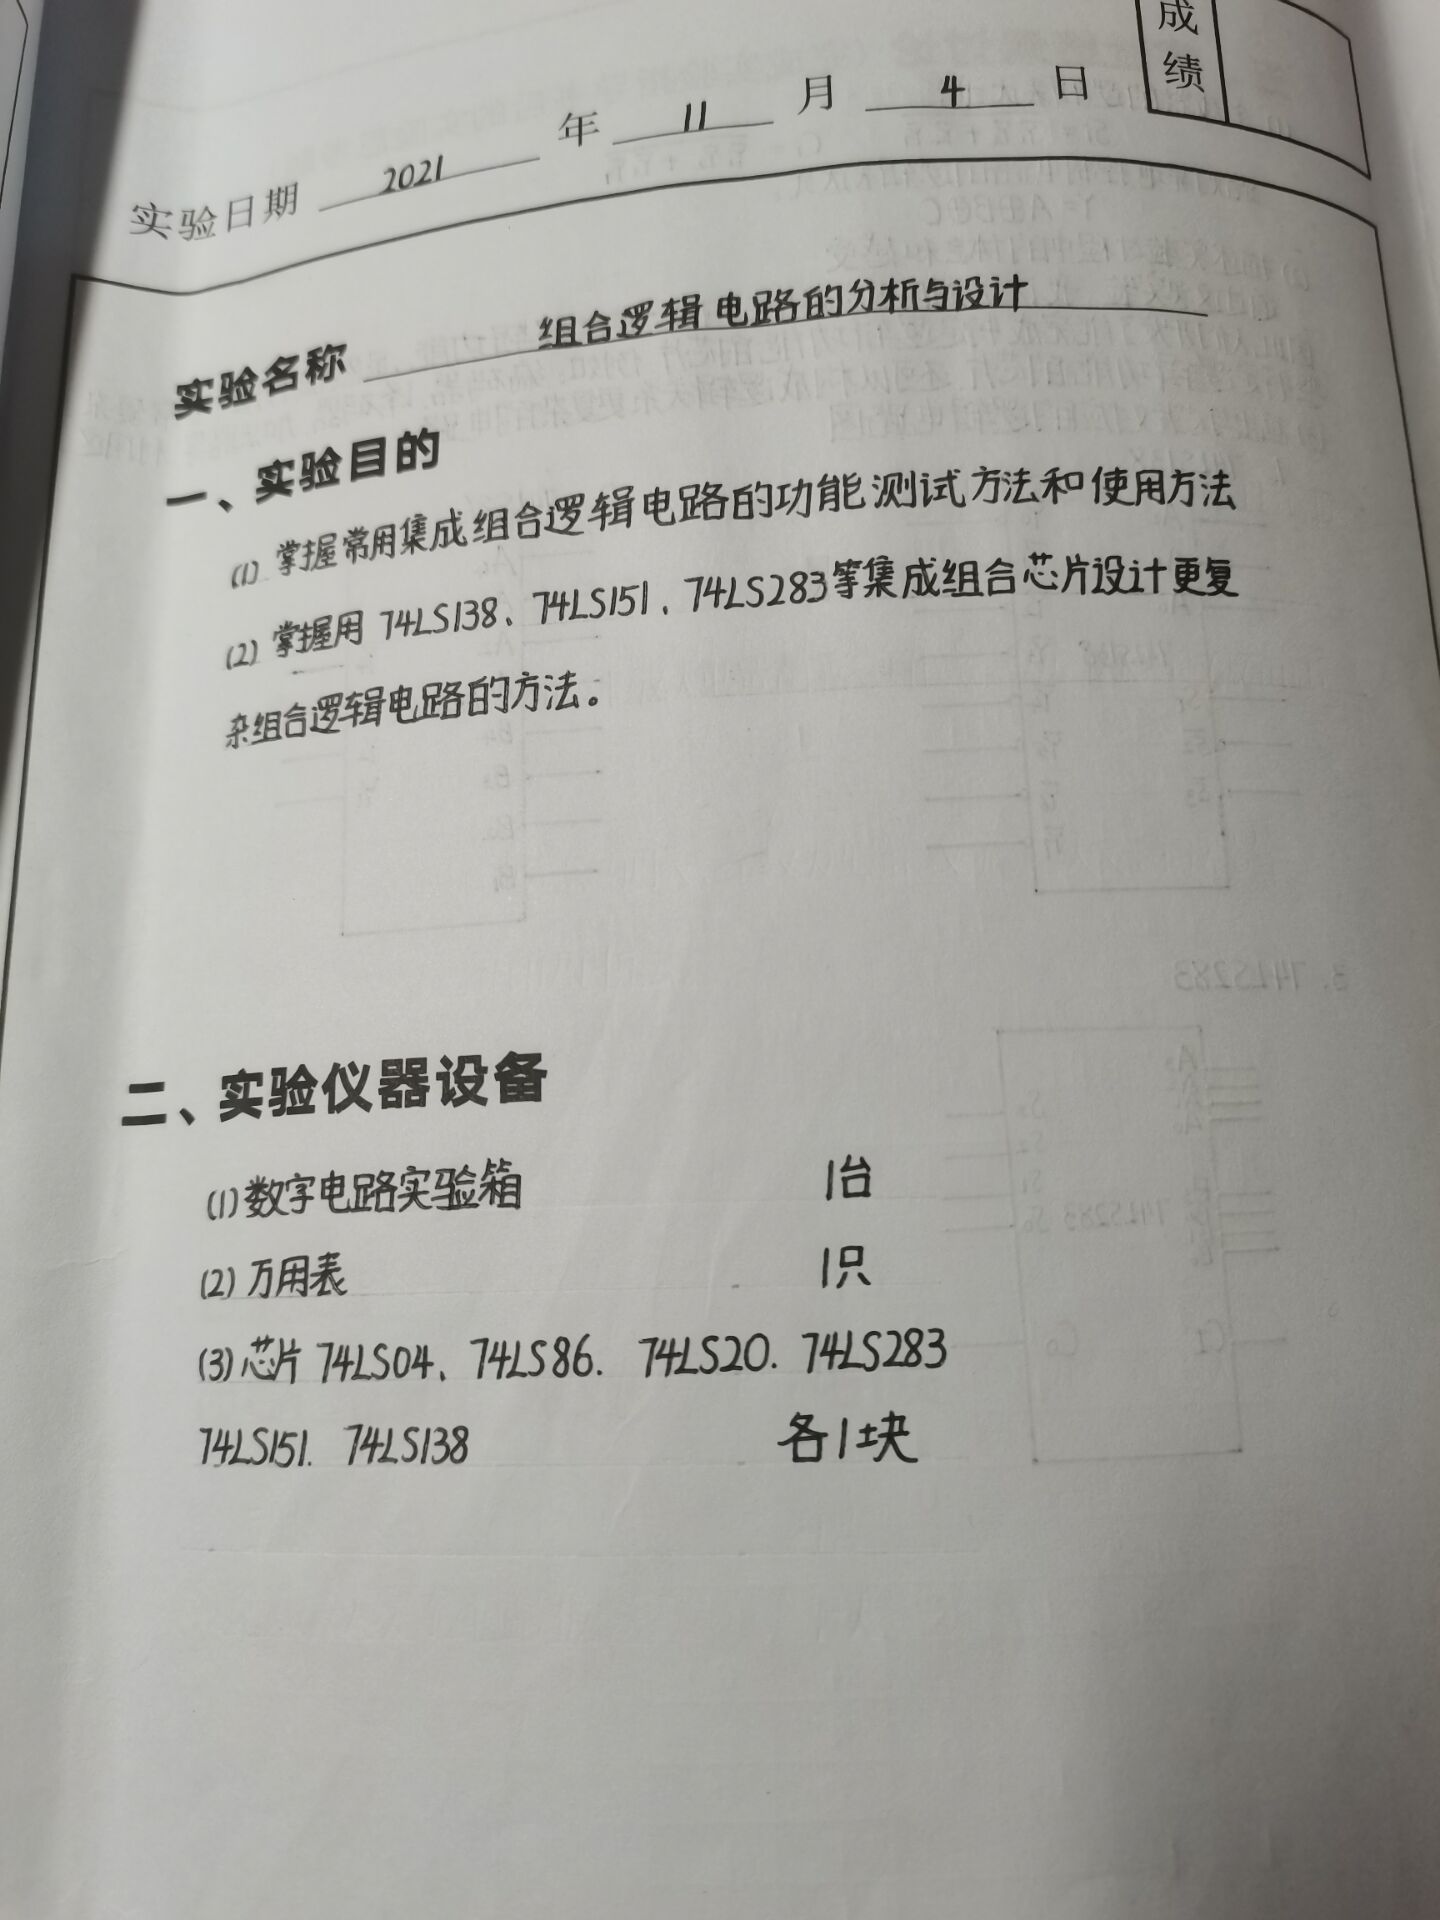 成绩
实验日期 2021 年 11 月 4 日
实验名称 组合逻辑电路的分析与设计
一、实验目的
(1) 掌握常用集成组合逻辑电路的功能测试方法和使用方法
(2) 掌握用 74LS138、74LS151、74LS283等集成组合芯片设计更复
杂组合逻辑电路的方法。
二、实验仪器设备
(1) 数字电路实验箱 1台
(2) 万用表 1只
(3) 芯片 74LS04、74LS86. 74LS20. 74LS283
74LS151. 74LS138 各1块